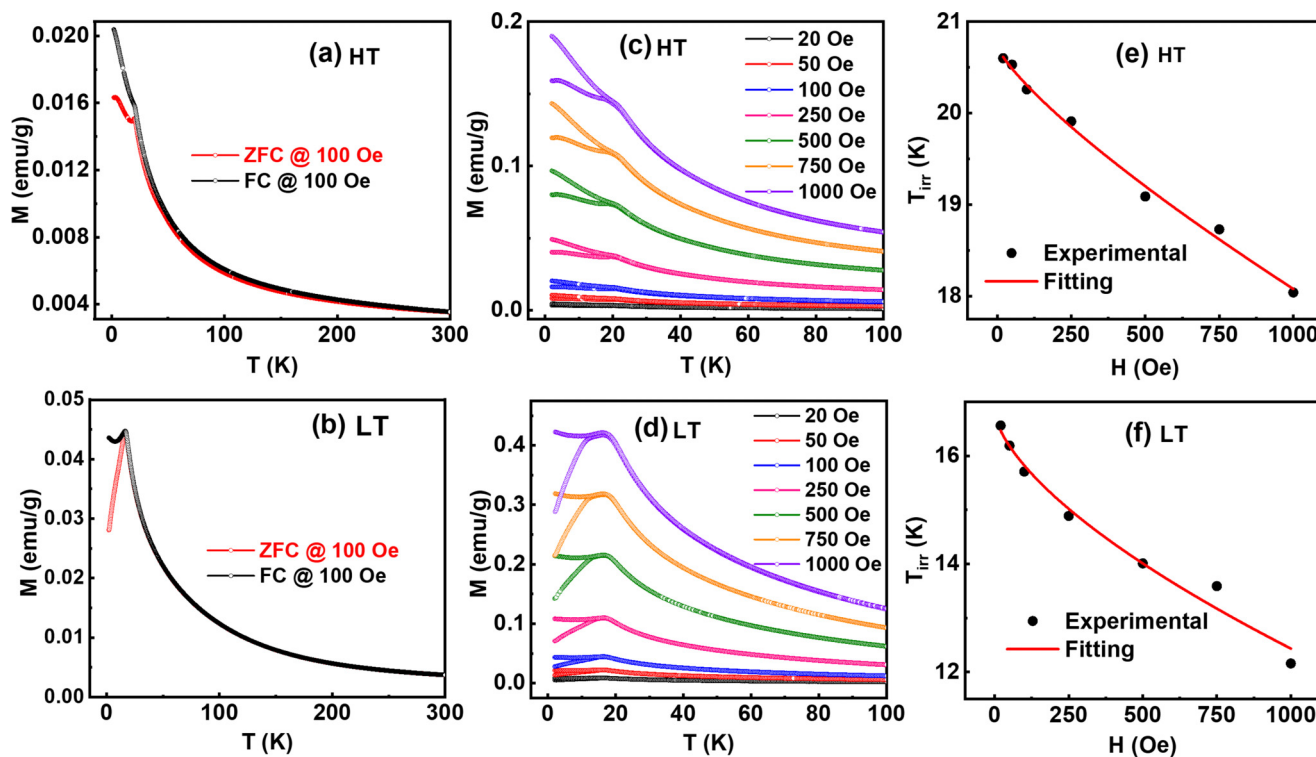 (a) HT
0.020
0.016
0.012
0.008
0.004
M (emu/g)
ZFC @ 100 Oe
FC @ 100 Oe
0 100 200 300
T (K)
(c) HT
0.2
0.1
0.0
M (emu/g)
20 Oe
50 Oe
100 Oe
250 Oe
500 Oe
750 Oe
1000 Oe
0 20 40 60 80 100
T (K)
(e) HT
21
20
19
18
Tirr (K)
Experimental
Fitting
0 250 500 750 1000
H (Oe)
(b) LT
0.05
0.04
0.03
0.02
0.01
0.00
M (emu/g)
ZFC @ 100 Oe
FC @ 100 Oe
0 100 200 300
T (K)
(d) LT
0.4
0.3
0.2
0.1
0.0
M (emu/g)
20 Oe
50 Oe
100 Oe
250 Oe
500 Oe
750 Oe
1000 Oe
0 20 40 60 80 100
T (K)
(f) LT
16
14
12
Tirr (K)
Experimental
Fitting
0 250 500 750 1000
H (Oe)